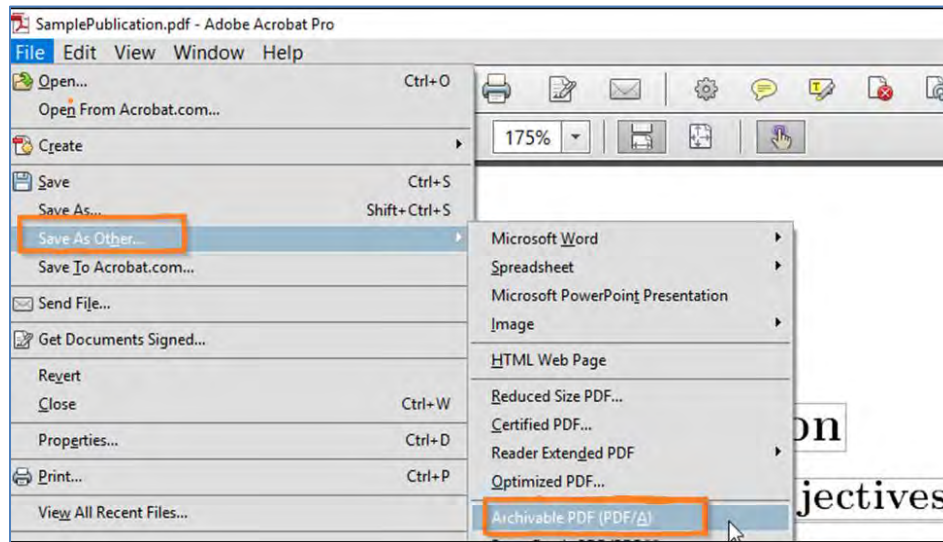 SamplePublication.pdf - Adobe Acrobat Pro
File Edit View Window Help
Open... Ctrl+O
Open From Acrobat.com...
Create
175%
Save Ctrl+S
Save As... Shift+Ctrl+S
Save As Other...
Save To Acrobat.com...
Send File...
Get Documents Signed...
Revert
Close Ctrl+W
Properties... Ctrl+D
Print... Ctrl+P
View All Recent Files...
Microsoft Word
Spreadsheet
Microsoft PowerPoint Presentation
Image
HTML Web Page
Reduced Size PDF...
Certified PDF...
Reader Extended PDF
Optimized PDF...
Archivable PDF (PDF/A)
on
jectives